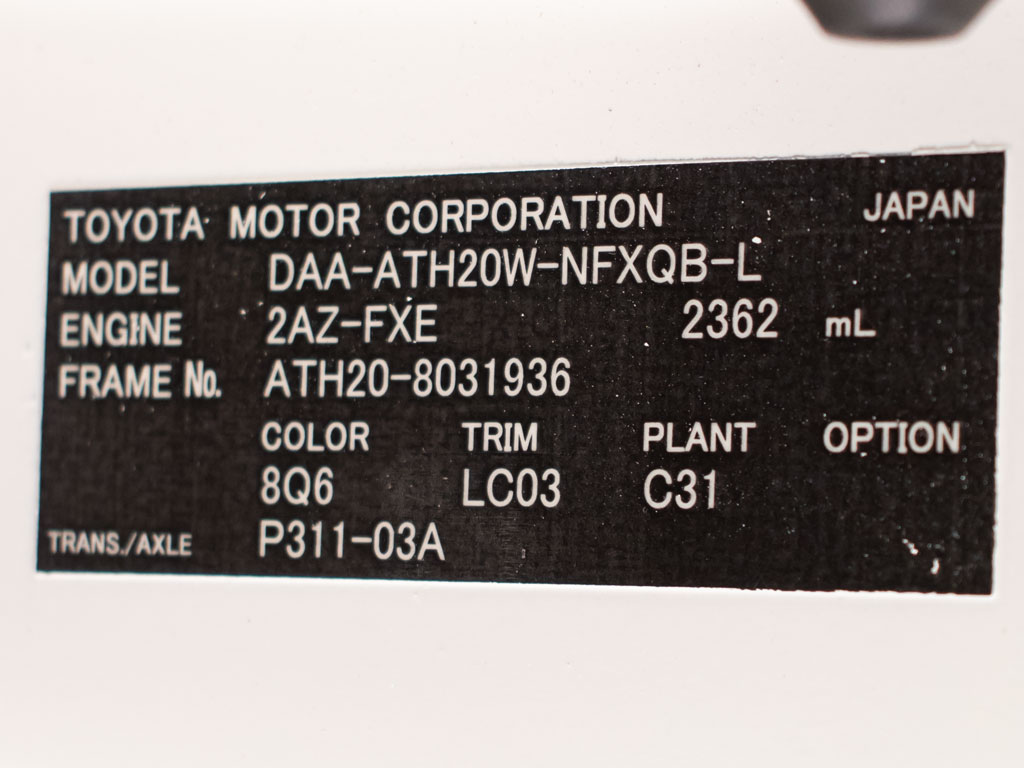 TOYOTA MOTOR CORPORATION JAPAN
MODEL DAA-ATH20W-NFXQB-L
ENGINE 2AZ-FXE 2362 mL
FRAME No. ATH20-8031936
COLOR TRIM PLANT OPTION
8Q6 LC03 C31
TRANS./AXLE P311-03A